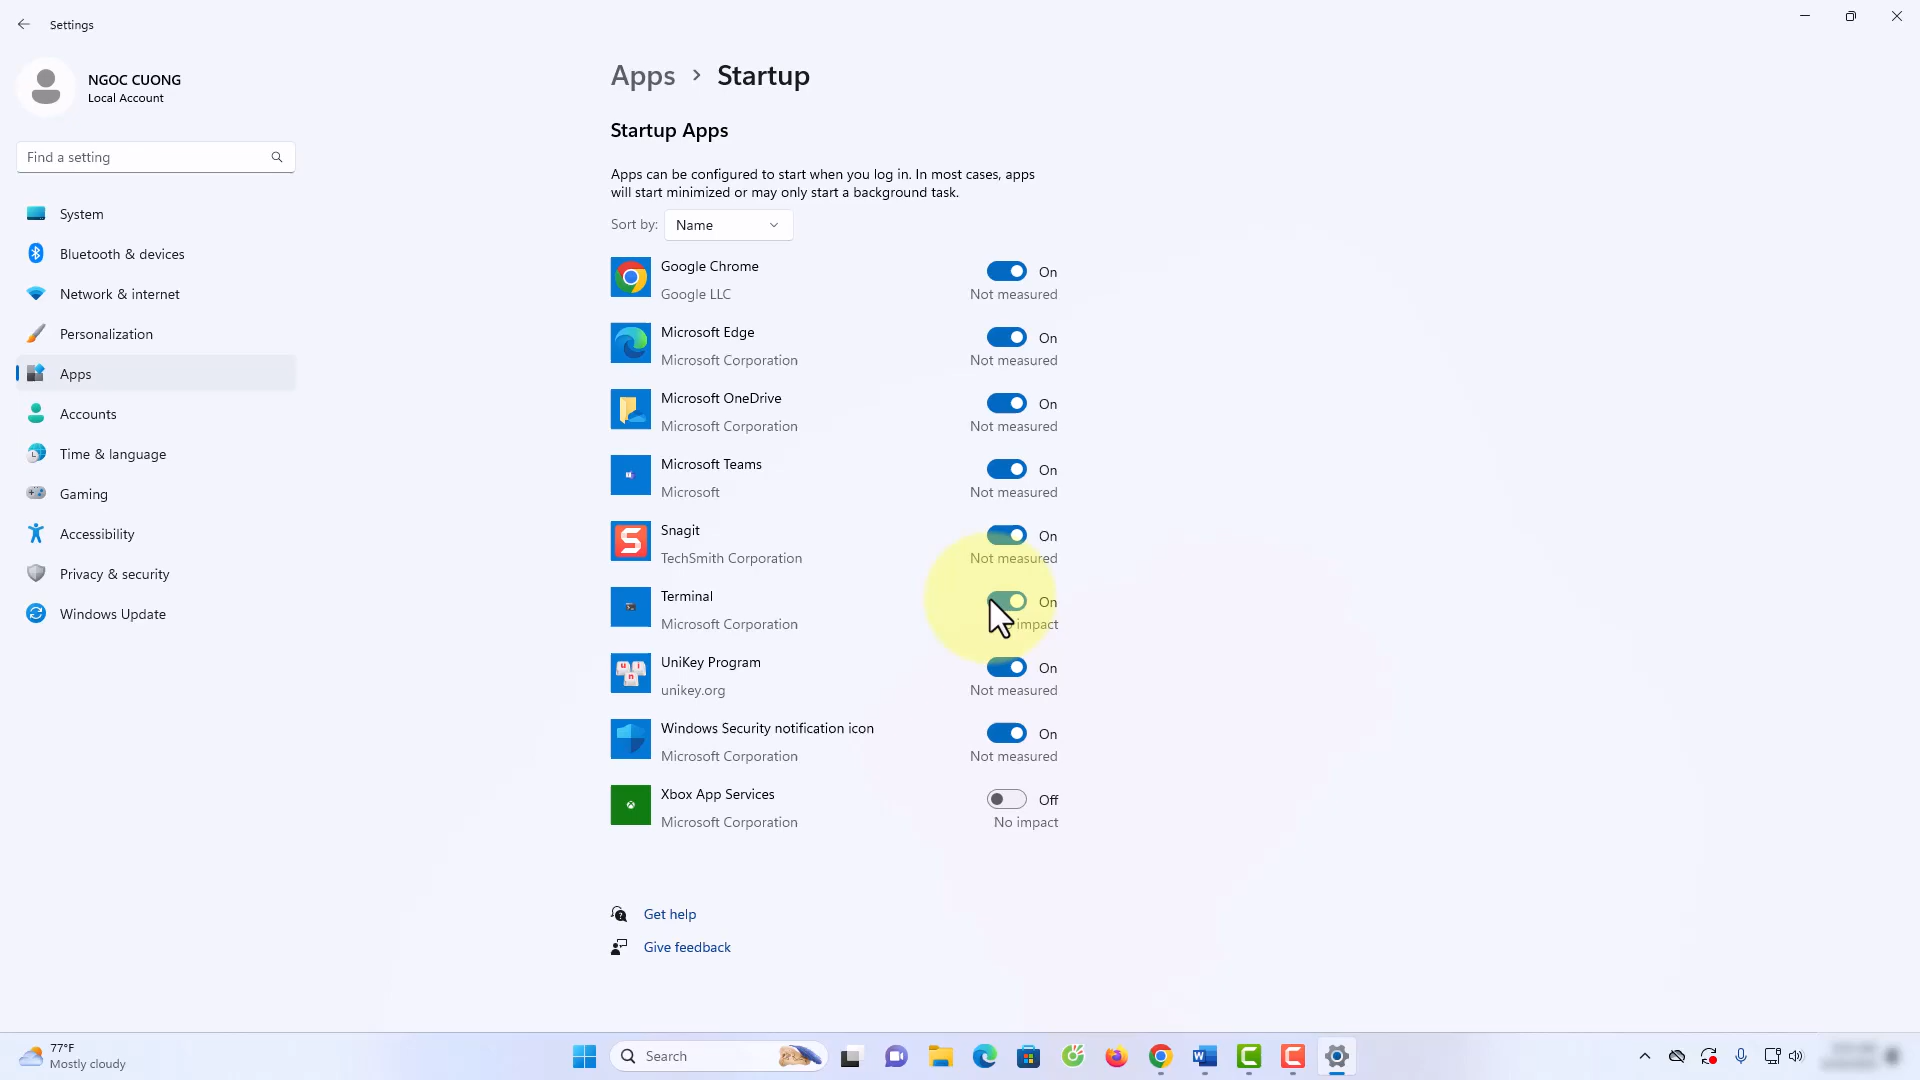 Settings
NGOC CUONG
Local Account
Find a setting
System
Bluetooth & devices
Network & internet
Personalization
Apps
Accounts
Time & language
Gaming
Accessibility
Privacy & security
Windows Update
Apps > Startup
Startup Apps
Apps can be configured to start when you log in. In most cases, apps
will start minimized or may only start a background task.
Sort by: Name
Google Chrome On
Google LLC Not measured
Microsoft Edge On
Microsoft Corporation Not measured
Microsoft OneDrive On
Microsoft Corporation Not measured
Microsoft Teams On
Microsoft Not measured
Snagit On
TechSmith Corporation Not measured
Terminal On
Microsoft Corporation impact
UniKey Program On
unikey.org Not measured
Windows Security notification icon On
Microsoft Corporation Not measured
Xbox App Services Off
Microsoft Corporation No impact
Get help
Give feedback
77°F
Mostly cloudy
Search